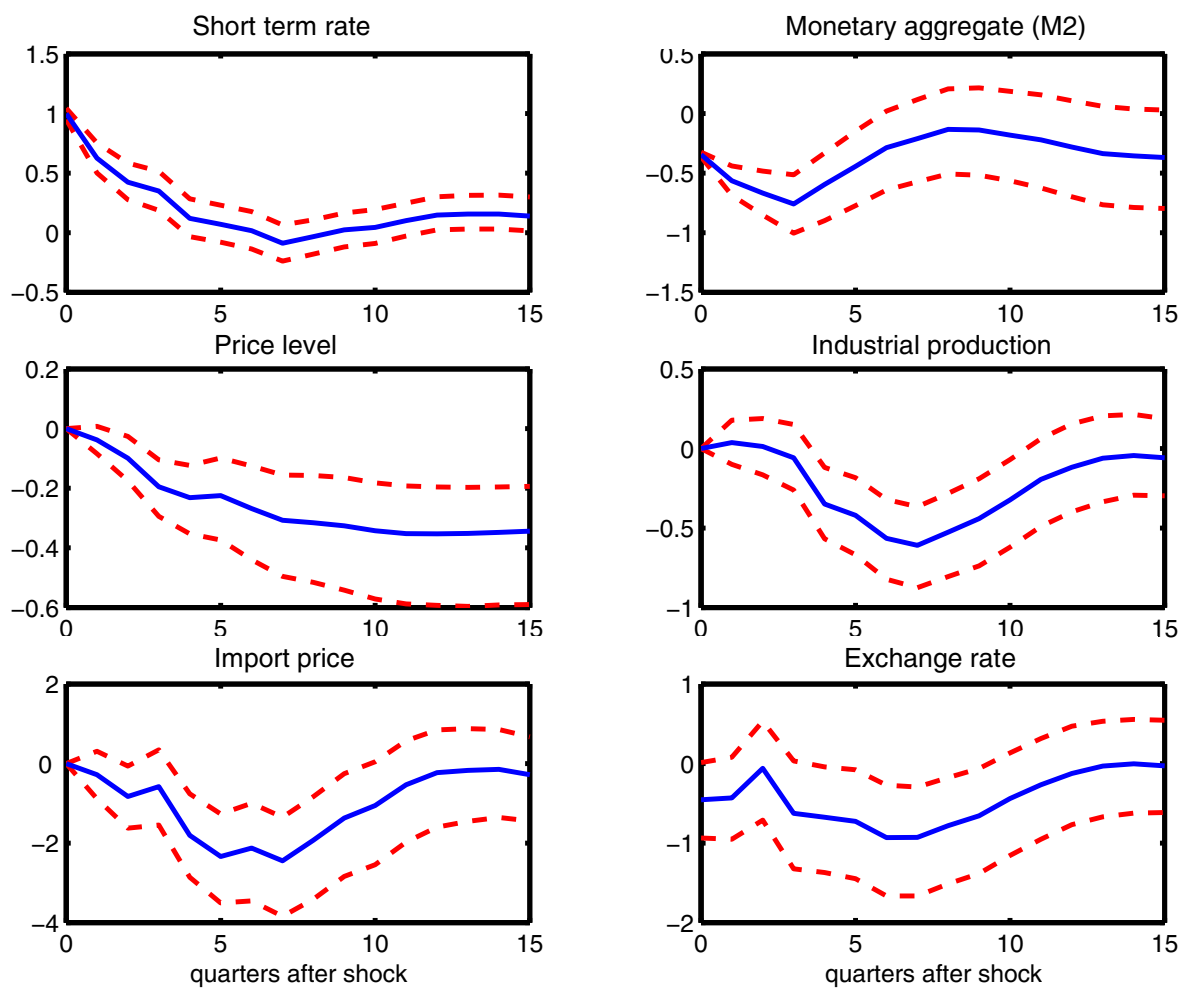 Short term rate
1.5
1
0.5
0
−0.5
0 5 10 15
Monetary aggregate (M2)
0.5
0
−0.5
−1
−1.5
0 5 10 15
Price level
0.2
0
−0.2
−0.4
−0.6
0 5 10 15
Industrial production
0.5
0
−0.5
−1
0 5 10 15
Import price
2
0
−2
−4
0 5 10 15
quarters after shock
Exchange rate
1
0
−1
−2
0 5 10 15
quarters after shock